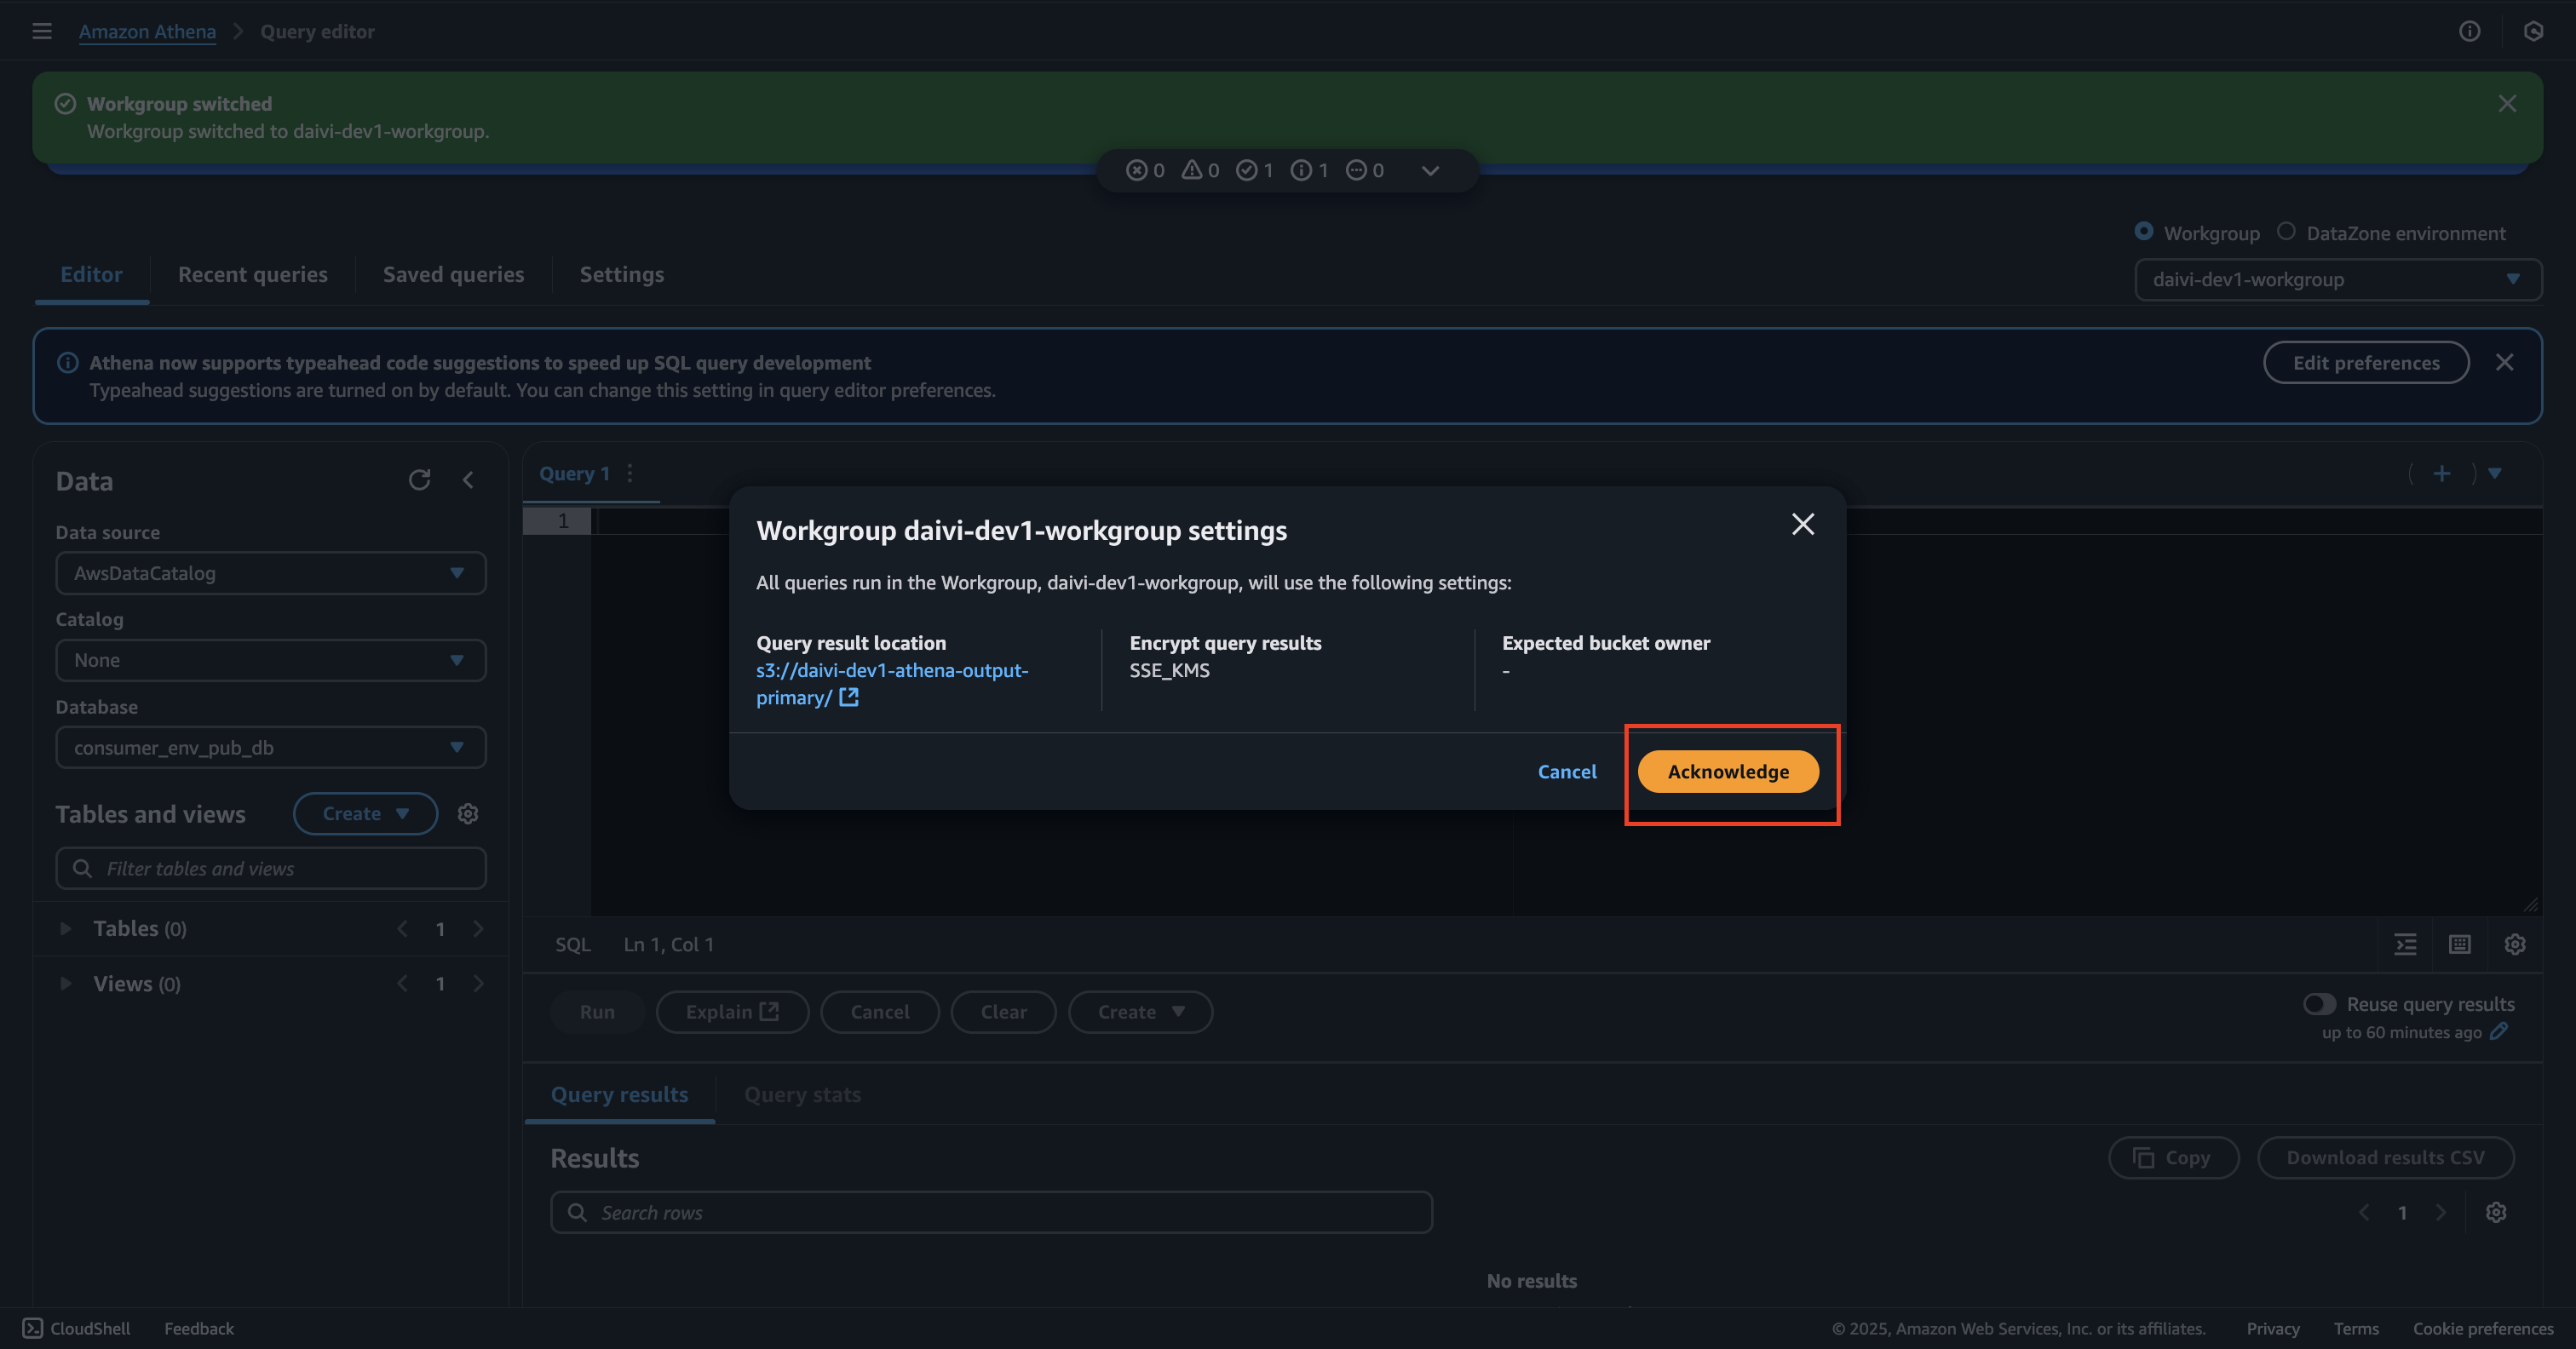 Amazon Athena > Query editor
Workgroup switched
Workgroup switched to daivi-dev1-workgroup.
0 0 1 1 0
Workgroup DataZone environment
Editor Recent queries Saved queries Settings
daivi-dev1-workgroup
Athena now supports typeahead code suggestions to speed up SQL query development
Typeahead suggestions are turned on by default. You can change this setting in query editor preferences.
Edit preferences
Data
Data source
AwsDataCatalog
Catalog
None
Database
consumer_env_pub_db
Tables and views Create
Filter tables and views
Tables (0) 1
Views (0) 1
Query 1
1
Workgroup daivi-dev1-workgroup settings
All queries run in the Workgroup, daivi-dev1-workgroup, will use the following settings:
Query result location
s3://daivi-dev1-athena-output-
primary/
Encrypt query results
SSE_KMS
Expected bucket owner
-
Cancel Acknowledge
SQL Ln 1, Col 1
Run Explain Cancel Clear Create
Reuse query results
up to 60 minutes ago
Query results Query stats
Results
Copy Download results CSV
Search rows
1
No results
CloudShell Feedback
© 2025, Amazon Web Services, Inc. or its affiliates. Privacy Terms Cookie preferences